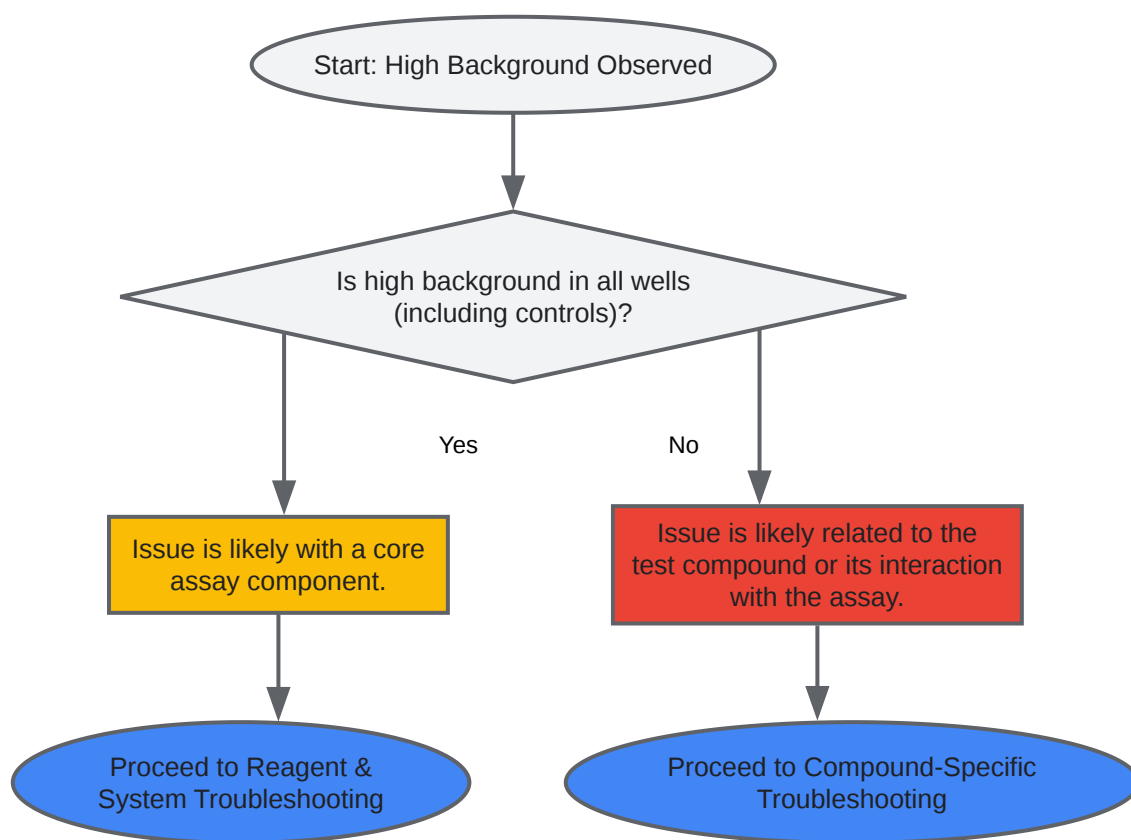 Start: High Background Observed
Is high background in all wells
(including controls)?
Yes
No
Issue is likely with a core
assay component.
Issue is likely related to the
test compound or its interaction
with the assay.
Proceed to Reagent &
System Troubleshooting
Proceed to Compound-Specific
Troubleshooting